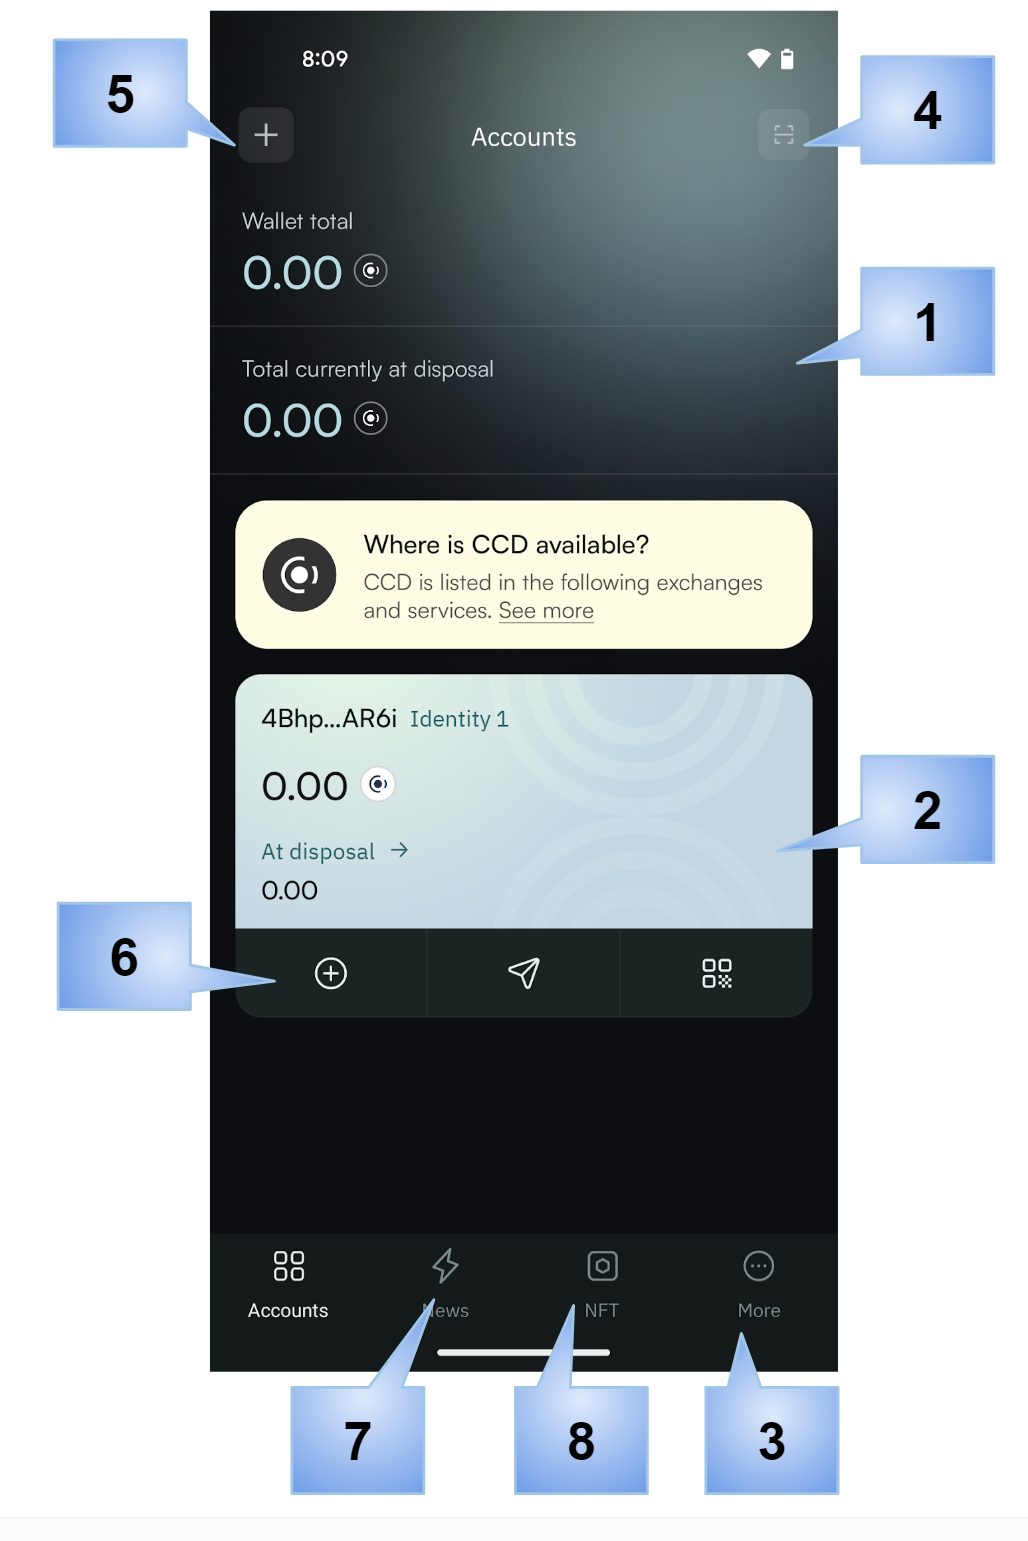 8:09
5
4
Accounts
Wallet total
0.00
1
Total currently at disposal
0.00
Where is CCD available?
CCD is listed in the following exchanges
and services. See more
4Bhp...AR6i Identity 1
0.00
2
At disposal
0.00
6
Accounts News NFT More
7 8 3